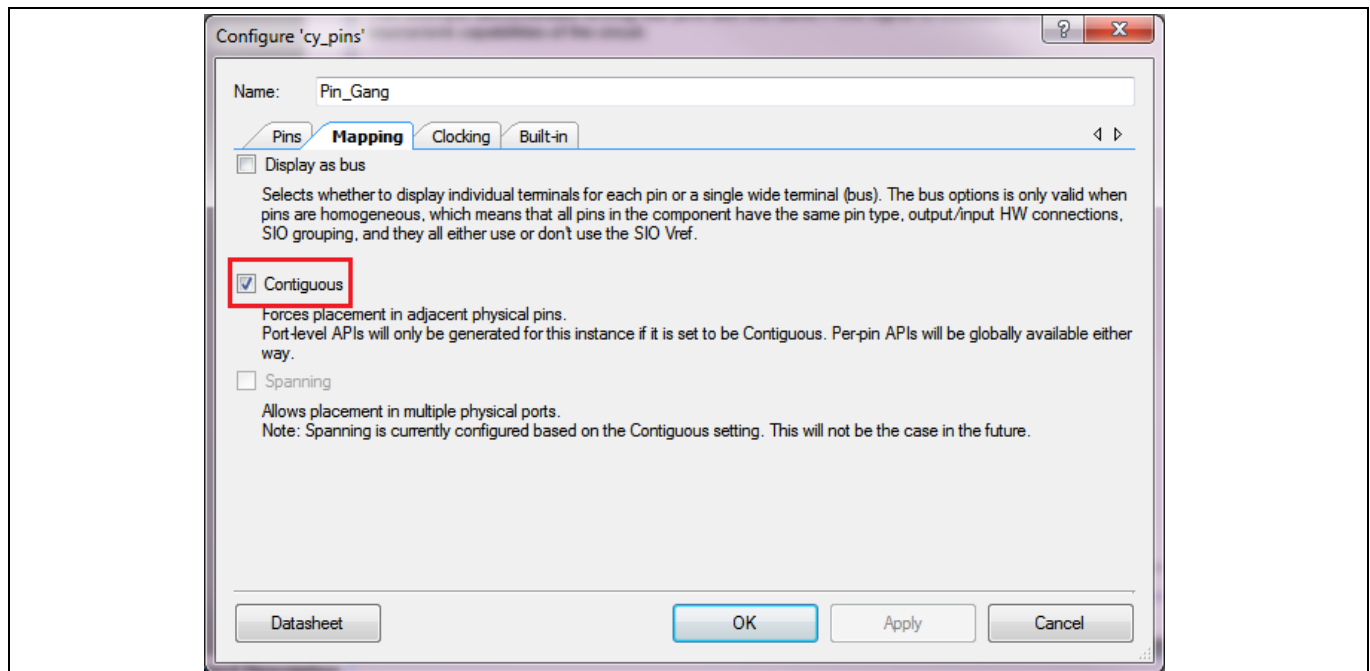 Configure 'cy_pins'
Name: Pin_Gang
Pins Mapping Clocking Built-in
Display as bus
Selects whether to display individual terminals for each pin or a single wide terminal (bus). The bus options is only valid when
pins are homogeneous, which means that all pins in the component have the same pin type, output/input HW connections,
SIO grouping, and they all either use or don't use the SIO Vref.
Contiguous
Forces placement in adjacent physical pins.
Port-level APIs will only be generated for this instance if it is set to be Contiguous. Per-pin APIs will be globally available either
way.
Spanning
Allows placement in multiple physical ports.
Note: Spanning is currently configured based on the Contiguous setting. This will not be the case in the future.
Datasheet OK Apply Cancel